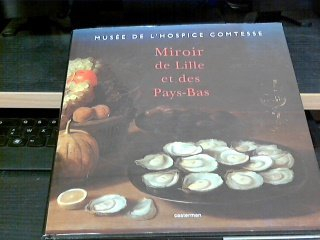 MUSÉE DE L'HOSPICE COMTESSE
Miroir
de Lille
et des
Pays-Bas
casterman